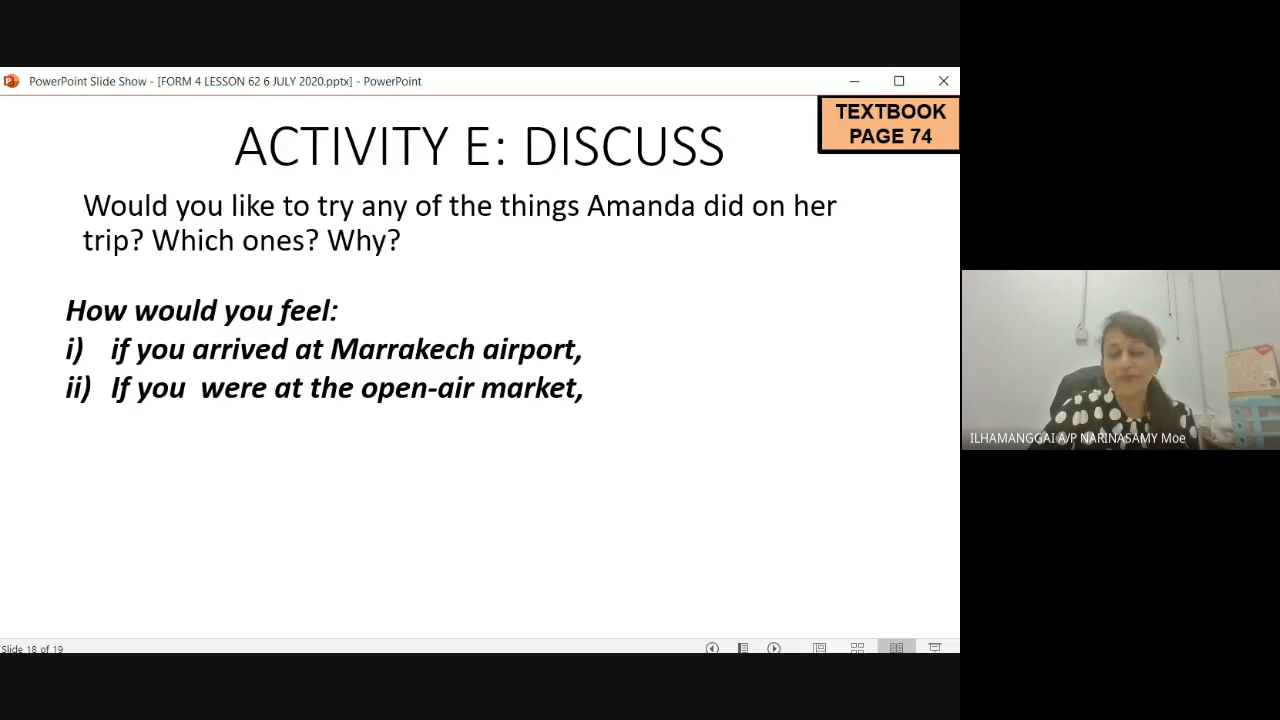 PowerPoint Slide Show - [FORM 4 LESSON 62 6 JULY 2020.pptx] - PowerPoint
TEXTBOOK
PAGE 74
ACTIVITY E: DISCUSS
Would you like to try any of the things Amanda did on her
trip? Which ones? Why?
How would you feel:
i) if you arrived at Marrakech airport,
ii) If you were at the open-air market,
ILHAMANGGAI A/P NARINASAMY Moe
Slide 18 of 19